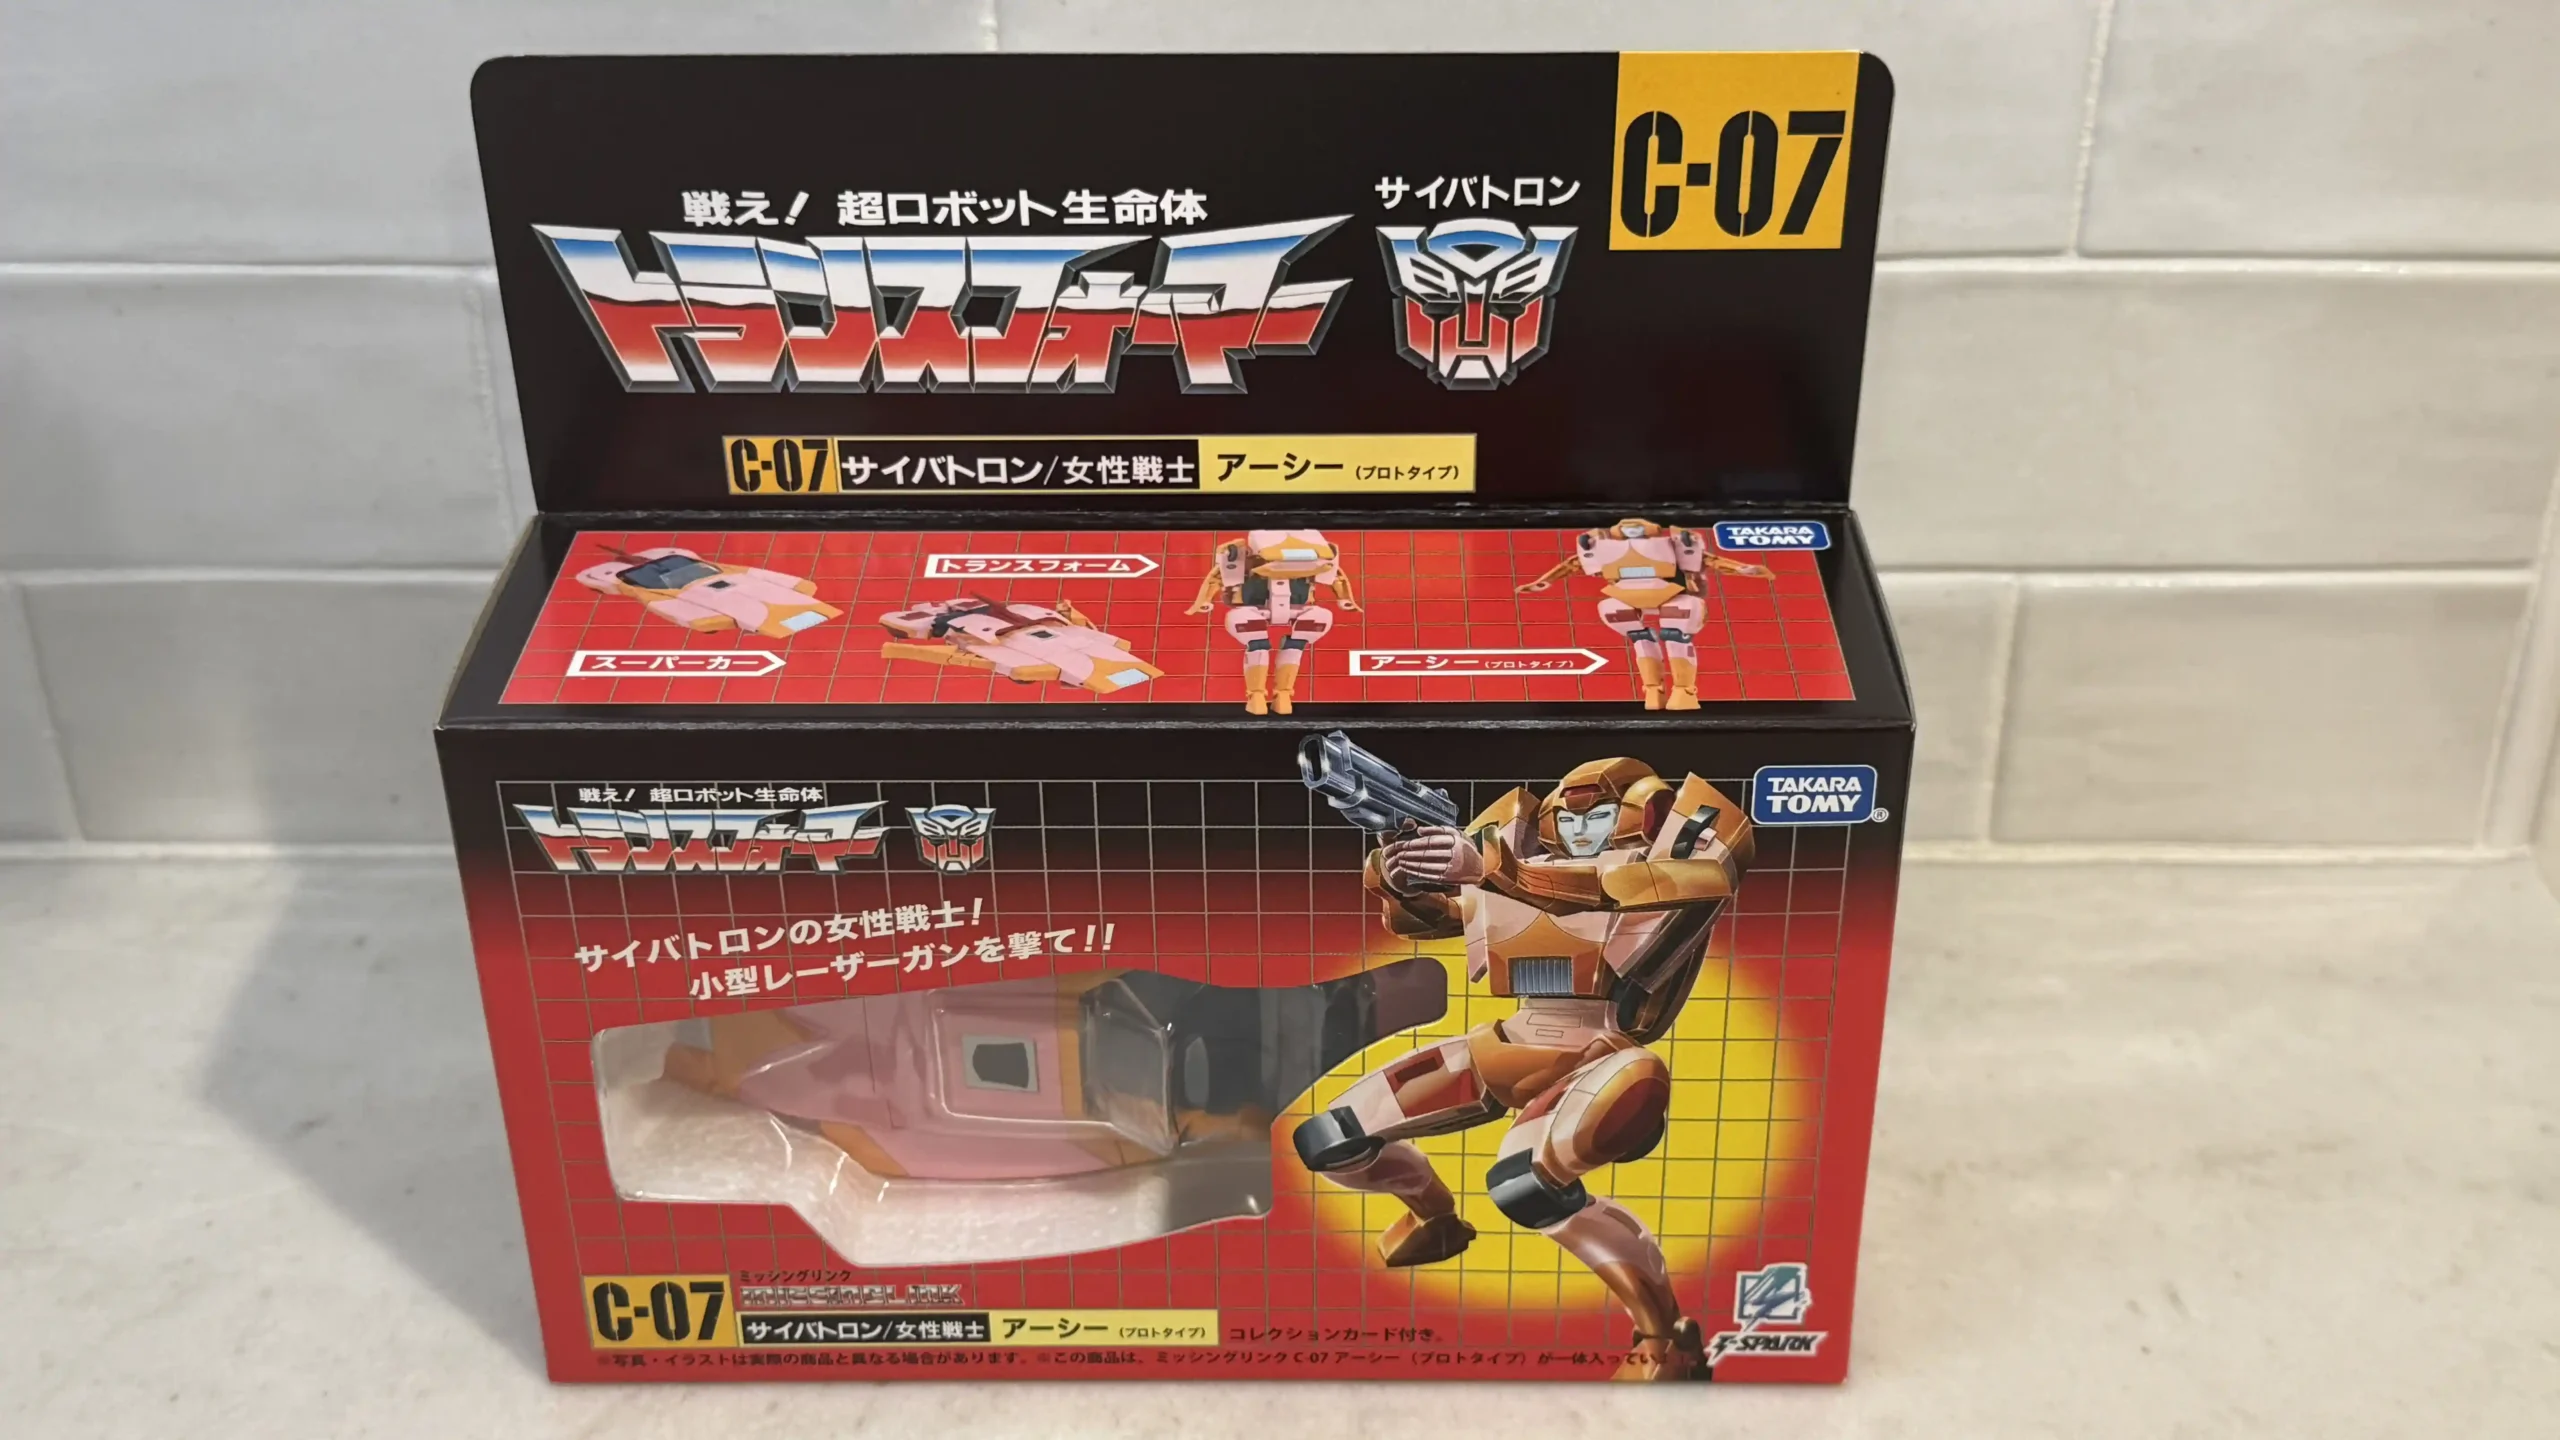 C-07
戦え! 超ロボット生命体
サイバトロン
トランスフォーマー
C-07 サイバトロン/女性戦士 アーシー (プロトタイプ)
TAKARA TOMY
トランスフォーム
スーパーカー
アーシー (プロトタイプ)
TAKARA TOMY ®
戦え! 超ロボット生命体
トランスフォーマー
サイバトロンの女性戦士!
小型レーザーガンを撃て!!
ミッシングリンク
C-07 MISSING LINK
サイバトロン/女性戦士 アーシー (プロトタイプ) コレクションカード付き。
T-SPARK
※写真・イラストは実際の商品と異なる場合があります。※この商品は、ミッシングリンク C-07 アーシー (プロトタイプ) が一体入ってい